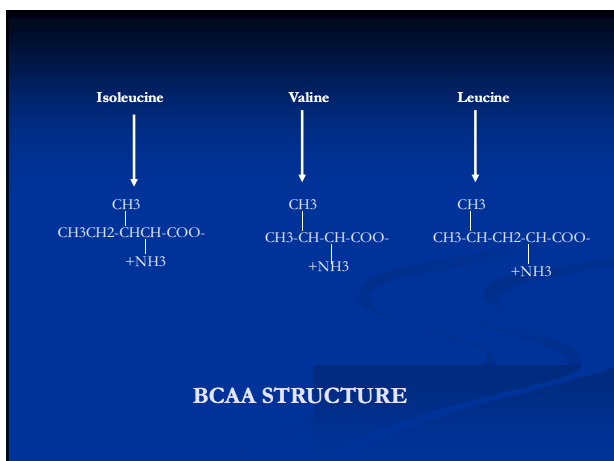 Isoleucine Valine Leucine
CH3 CH3 CH3
CH3CH2-CHCH-COO- CH3-CH-CH-COO- CH3-CH-CH2-CH-COO-
+NH3 +NH3 +NH3
BCAA STRUCTURE